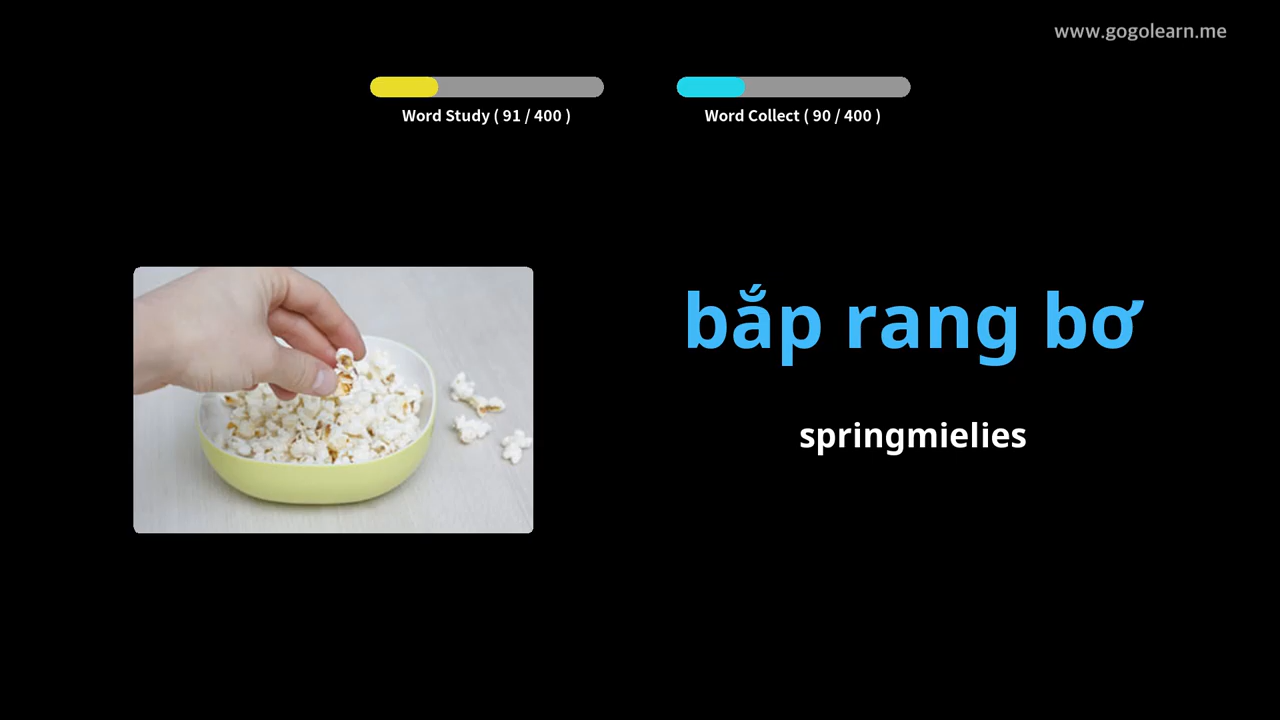 www.gogolearn.me
Word Study ( 91 / 400 )
Word Collect ( 90 / 400 )
bắp rang bơ
springmielies